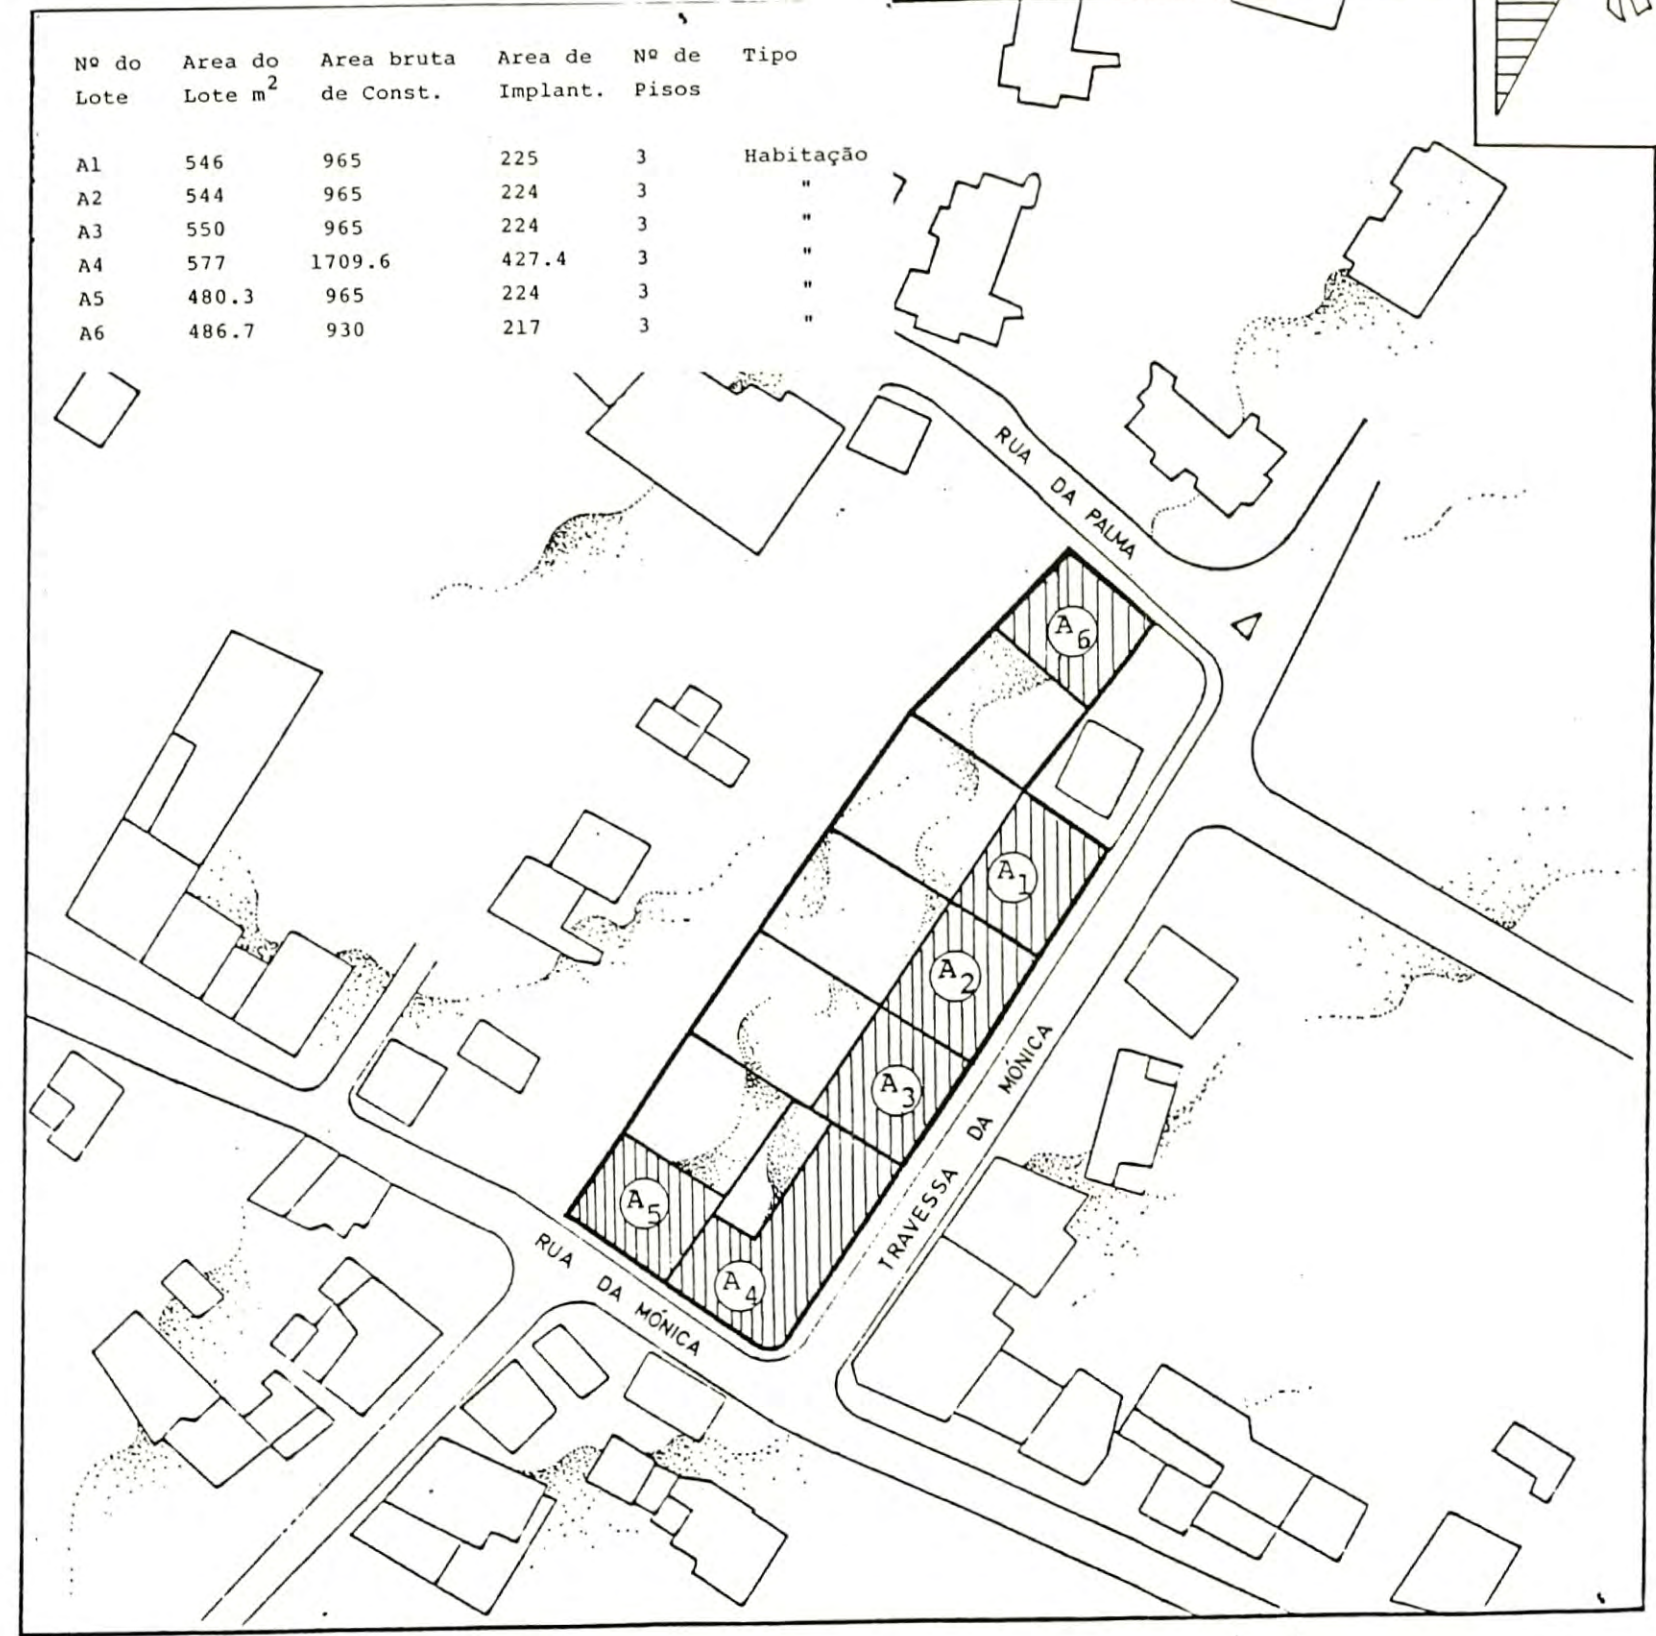 Nº do Area do Area bruta Area de Nº de Tipo
Lote Lote m² de Const. Implant. Pisos
A1 546 965 225 3 Habitação
A2 544 965 224 3 "
A3 550 965 224 3 "
A4 577 1709.6 427.4 3 "
A5 480.3 965 224 3 "
A6 486.7 930 217 3 "
RUA DA PALMA
A6
A1
A2
A3
A5
A4
TRAVESSA DA MÓNICA
RUA DA MÓNICA